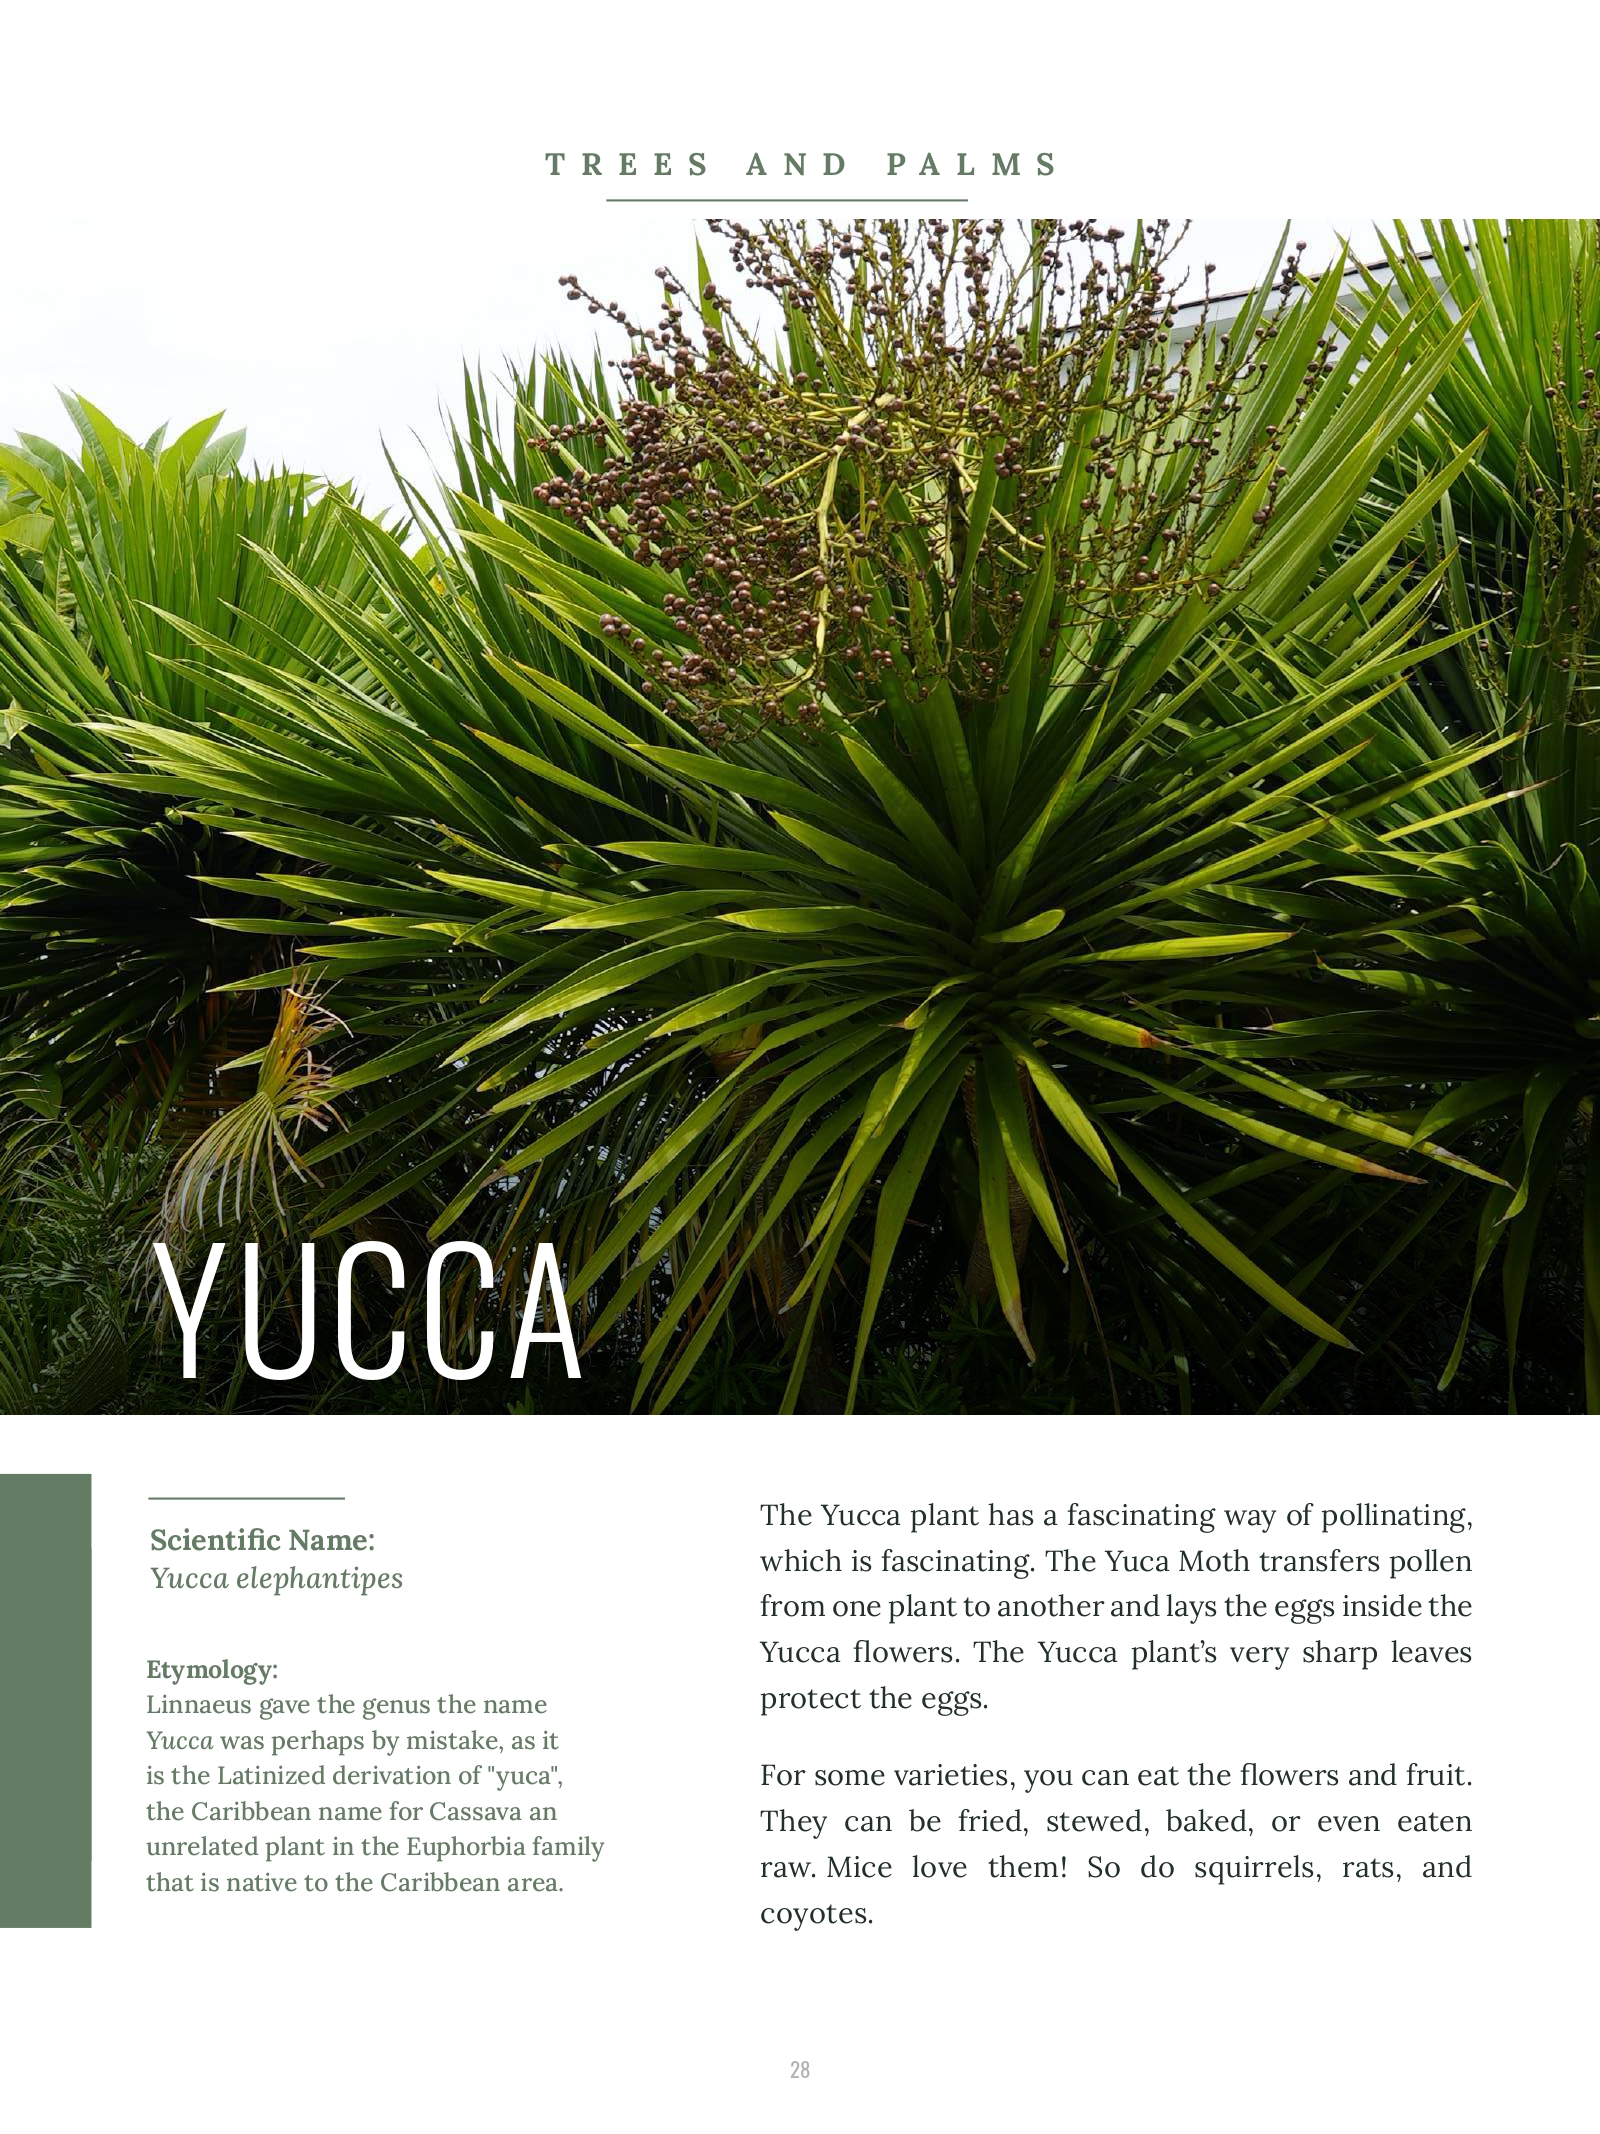 TREES AND PALMS
YUCCA
Scientific Name:
Yucca elephantipes
Etymology:
Linnaeus gave the genus the name
Yucca was perhaps by mistake, as it
is the Latinized derivation of "yuca",
the Caribbean name for Cassava an
unrelated plant in the Euphorbia family
that is native to the Caribbean area.
The Yucca plant has a fascinating way of pollinating,
which is fascinating. The Yuca Moth transfers pollen
from one plant to another and lays the eggs inside the
Yucca flowers. The Yucca plant’s very sharp leaves
protect the eggs.
For some varieties, you can eat the flowers and fruit.
They can be fried, stewed, baked, or even eaten
raw. Mice love them! So do squirrels, rats, and
coyotes.
28